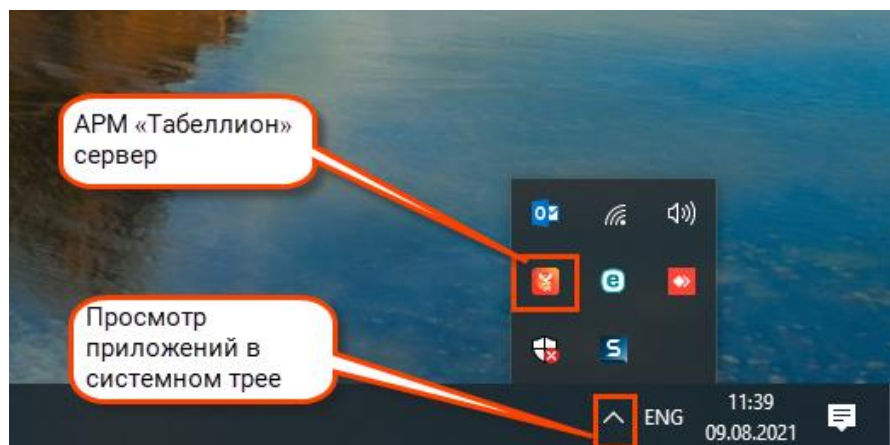 АРМ «Табеллион»
сервер
Просмотр
приложений в
системном трее
ENG
11:39
09.08.2021